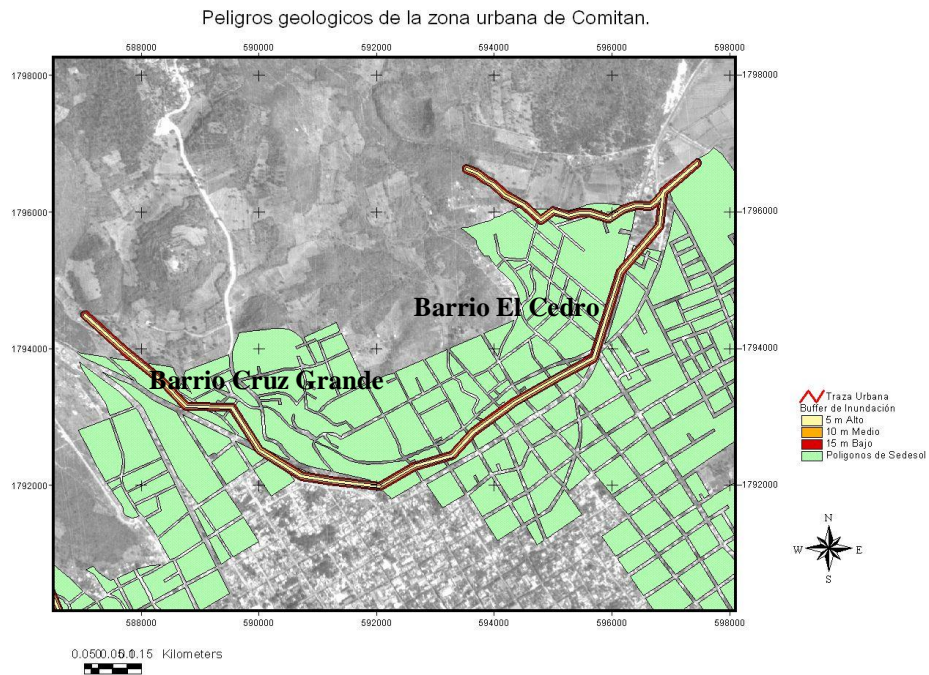 Peligros geologicos de la zona urbana de Comitan.
588000 590000 592000 594000 596000 598000
1798000 1798000
1796000 1796000
Barrio El Cedro
1794000 1794000
Barrio Cruz Grande
Traza Urbana
Buffer de Inundación
5 m Alto
10 m Medio
15 m Bajo
Poligonos de Sedesol
1792000 1792000
N
W E
S
588000 590000 592000 594000 596000 598000
Kilometers